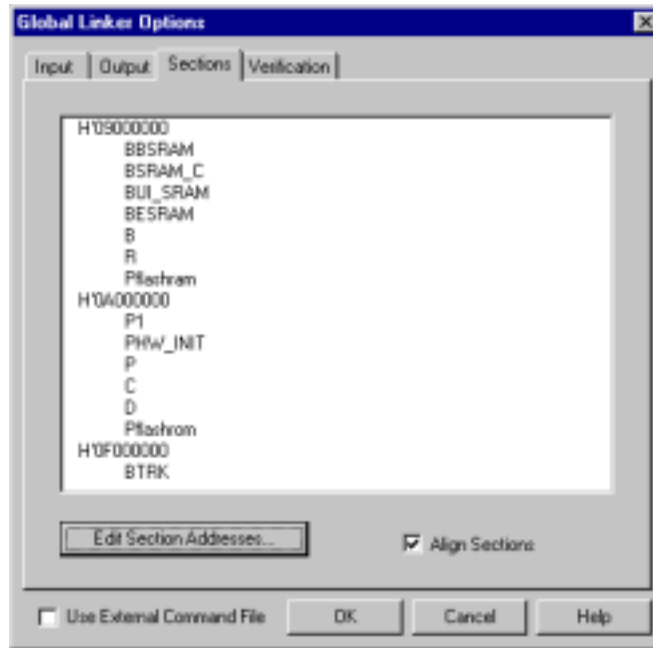 Global Linker Options
Input Output Sections Verification
H'09000000
BBSRAM
BSRAM_C
BUI_SRAM
BESRAM
B
R
Pflashram
H'0A000000
P1
PHW_INIT
P
C
D
Pflashrom
H'0F000000
BTRK
Edit Section Addresses...
Align Sections
Use External Command File OK Cancel Help